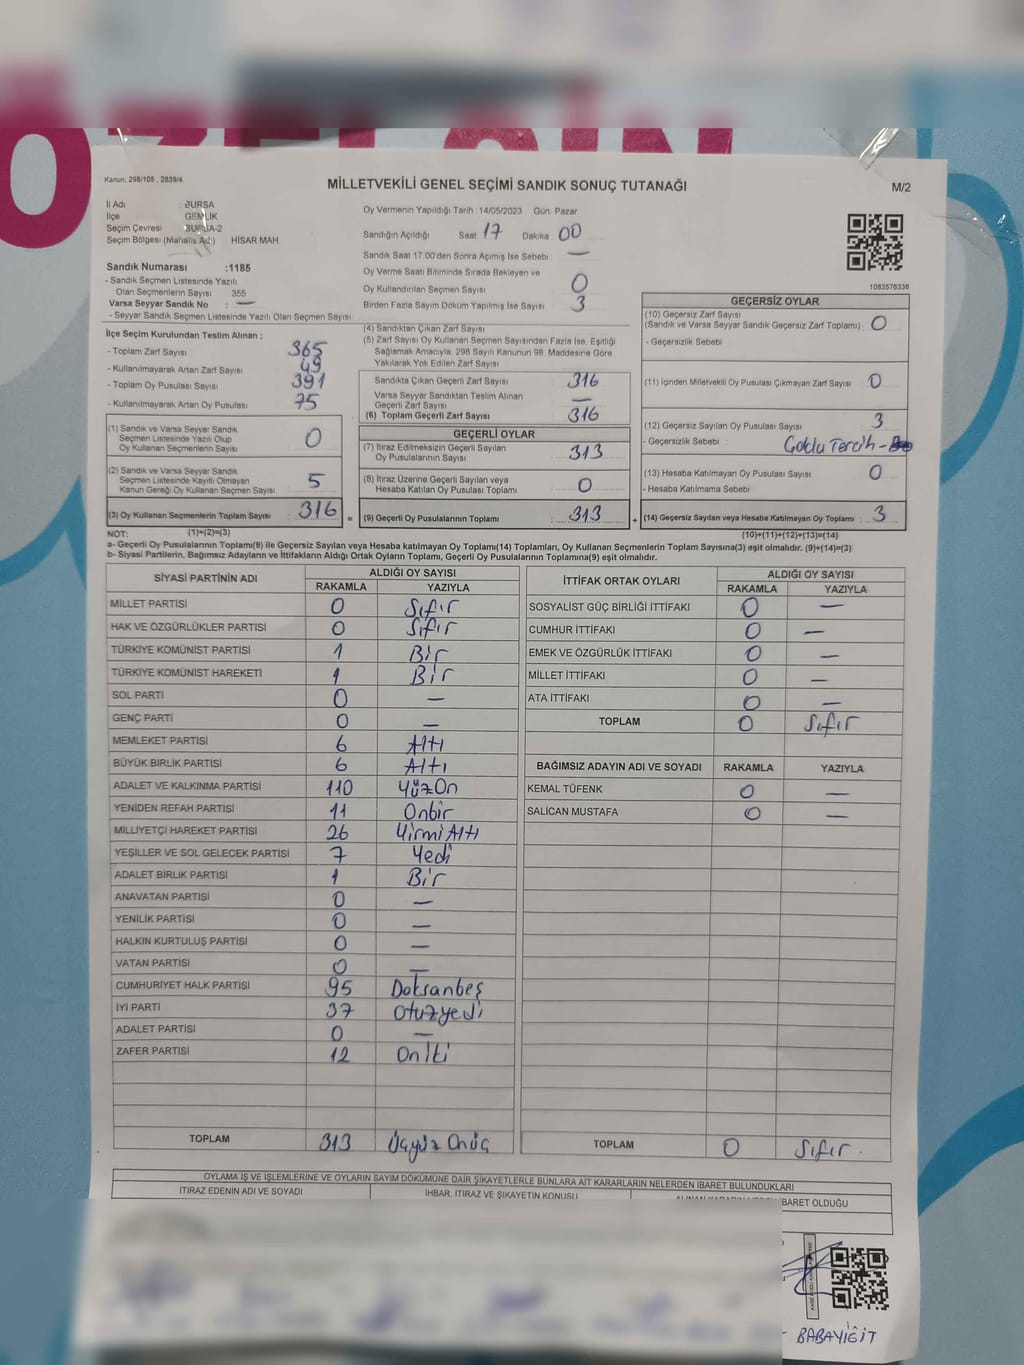 Kanun; 298/105 , 2839/4
MİLLETVEKİLİ GENEL SEÇİMİ SANDIK SONUÇ TUTANAĞI
M/2
İl Adı : BURSA
İlçe : GEMLİK
Seçim Çevresi : BURSA-2
Seçim Bölgesi (Mahalle Adı) : HİSAR MAH.
Sandık Numarası :1185
- Sandık Seçmen Listesinde Yazılı
Olan Seçmenlerin Sayısı : 355
Varsa Seyyar Sandık No : —
- Seyyar Sandık Seçmen Listesinde Yazılı Olan Seçmen Sayısı:
Oy Vermenin Yapıldığı Tarih 14/05/2023 Gün Pazar
Sandığın Açıldığı Saat 17 Dakika 00
Sandık Saat 17:00'den Sonra Açılmış İse Sebebi —
Oy Verme Saati Bitiminde Sırada Bekleyen ve
Oy Kullandırılan Seçmen Sayısı 0
Birden Fazla Sayım Döküm Yapılmış İse Sayısı 3
1083576336
İlçe Seçim Kurulundan Teslim Alınan ;
- Toplam Zarf Sayısı 365
- Kullanılmayarak Artan Zarf Sayısı 49
- Toplam Oy Pusulası Sayısı 391
- Kullanılmayarak Artan Oy Pusulası 75
(1) Sandık ve Varsa Seyyar Sandık
Seçmen Listesinde Yazılı Olup
Oy Kullanan Seçmenlerin Sayısı 0
(2) Sandık ve Varsa Seyyar Sandık
Seçmen Listesinde Kayıtlı Olmayan
Kanun Gereği Oy Kullanan Seçmen Sayısı 5
(3) Oy Kullanan Seçmenlerin Toplam Sayısı 316 =
(1)+(2)=(3)
(4) Sandıktan Çıkan Zarf Sayısı
(5) Zarf Sayısı Oy Kullanan Seçmen Sayısından Fazla İse, Eşitliği
Sağlamak Amacıyla, 298 Sayılı Kanunun 98. Maddesine Göre
Yakılarak Yok Edilen Zarf Sayısı
Sandıkta Çıkan Geçerli Zarf Sayısı 316
Varsa Seyyar Sandıktan Teslim Alınan
Geçerli Zarf Sayısı —
(6) Toplam Geçerli Zarf Sayısı 316
GEÇERLİ OYLAR
(7) İtiraz Edilmeksizin Geçerli Sayılan
Oy Pusulalarının Sayısı 313
(8) İtiraz Üzerine Geçerli Sayılan veya
Hesaba Katılan Oy Pusulası Toplamı 0
(9) Geçerli Oy Pusulalarının Toplamı 313 +
GEÇERSİZ OYLAR
(10) Geçersiz Zarf Sayısı
(Sandık ve Varsa Seyyar Sandık Geçersiz Zarf Toplamı) : 0
- Geçersizlik Sebebi
(11) İçinden Milletvekili Oy Pusulası Çıkmayan Zarf Sayısı 0
(12) Geçersiz Sayılan Oy Pusulası Sayısı 3
- Geçersizlik Sebebi : Çoklu Tercih -
(13) Hesaba Katılmayan Oy Pusulası Sayısı 0
- Hesaba Katılmama Sebebi
(14) Geçersiz Sayılan veya Hesaba Katılmayan Oy Toplamı : 3
(10)+(11)+(12)+(13)=(14)
NOT:
a- Geçerli Oy Pusulalarının Toplamı(9) ile Geçersiz Sayılan veya Hesaba katılmayan Oy Toplamı(14) Toplamları, Oy Kullanan Seçmenlerin Toplam Sayısına(3) eşit olmalıdır. (9)+(14)=(3)
b- Siyasi Partilerin, Bağımsız Adayların ve İttifakların Aldığı Ortak Oyların Toplamı, Geçerli Oy Pusulalarının Toplamına(9) eşit olmalıdır.
SİYASİ PARTİNİN ADI ALDIĞI OY SAYISI
RAKAMLA YAZIYLA
MİLLET PARTİSİ 0 Sıfır
HAK VE ÖZGÜRLÜKLER PARTİSİ 0 Sıfır
TÜRKİYE KOMÜNİST PARTİSİ 1 Bir
TÜRKİYE KOMÜNİST HAREKETİ 1 Bir
SOL PARTİ 0 —
GENÇ PARTİ 0 —
MEMLEKET PARTİSİ 6 Altı
BÜYÜK BİRLİK PARTİSİ 6 Altı
ADALET VE KALKINMA PARTİSİ 110 YüzOn
YENİDEN REFAH PARTİSİ 11 Onbir
MİLLİYETÇİ HAREKET PARTİSİ 26 YirmiAltı
YEŞİLLER VE SOL GELECEK PARTİSİ 7 Yedi
ADALET BİRLİK PARTİSİ 1 Bir
ANAVATAN PARTİSİ 0 —
YENİLİK PARTİSİ 0 —
HALKIN KURTULUŞ PARTİSİ 0 —
VATAN PARTİSİ 0 —
CUMHURİYET HALK PARTİSİ 95 Doksanbeş
İYİ PARTİ 37 Otuzyedi
ADALET PARTİSİ 0 —
ZAFER PARTİSİ 12 Oniki
TOPLAM 313 Üçyüz Onüç
İTTİFAK ORTAK OYLARI ALDIĞI OY SAYISI
RAKAMLA YAZIYLA
SOSYALİST GÜÇ BİRLİĞİ İTTİFAKI 0 —
CUMHUR İTTİFAKI 0 —
EMEK VE ÖZGÜRLÜK İTTİFAKI 0 —
MİLLET İTTİFAKI 0 —
ATA İTTİFAKI 0 —
TOPLAM 0 Sıfır
BAĞIMSIZ ADAYIN ADI VE SOYADI RAKAMLA YAZIYLA
KEMAL TÜFENK 0 —
SALİCAN MUSTAFA 0 —
TOPLAM 0 Sıfır.
OYLAMA İŞ VE İŞLEMLERİNE VE OYLARIN SAYIM DÖKÜMÜNE DAİR ŞİKAYETLERLE BUNLARA AİT KARARLARIN NELERDEN İBARET BULUNDUKLARI
İTİRAZ EDENİN ADI VE SOYADI İHBAR, İTİRAZ VE ŞİKAYETİN KONUSU İBARET OLDUĞU
BABAYİĞİT